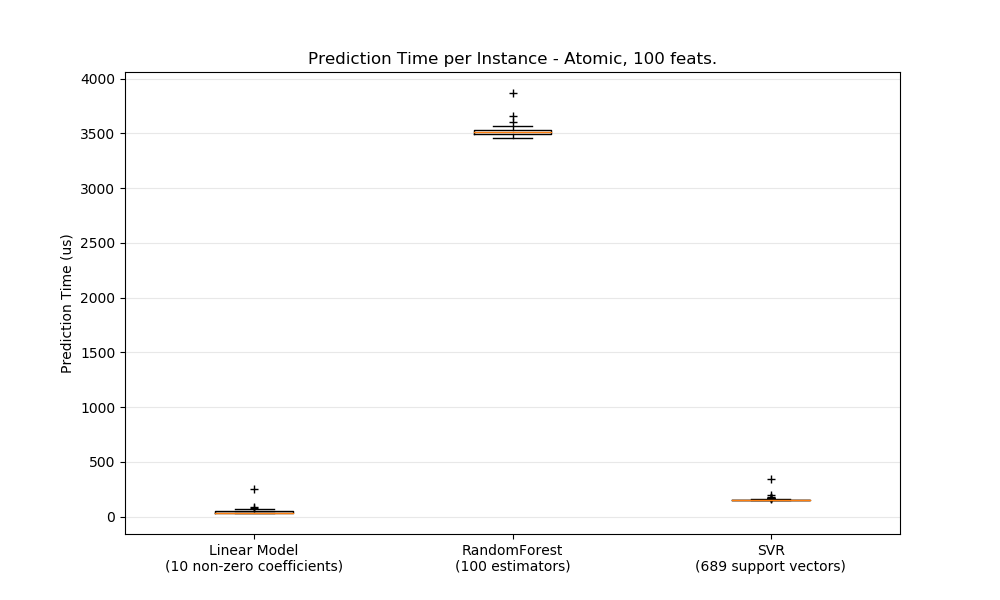 Prediction Time per Instance - Atomic, 100 feats.
Prediction Time (us)
4000
3500
3000
2500
2000
1500
1000
500
0
Linear Model
(10 non-zero coefficients)
RandomForest
(100 estimators)
SVR
(689 support vectors)